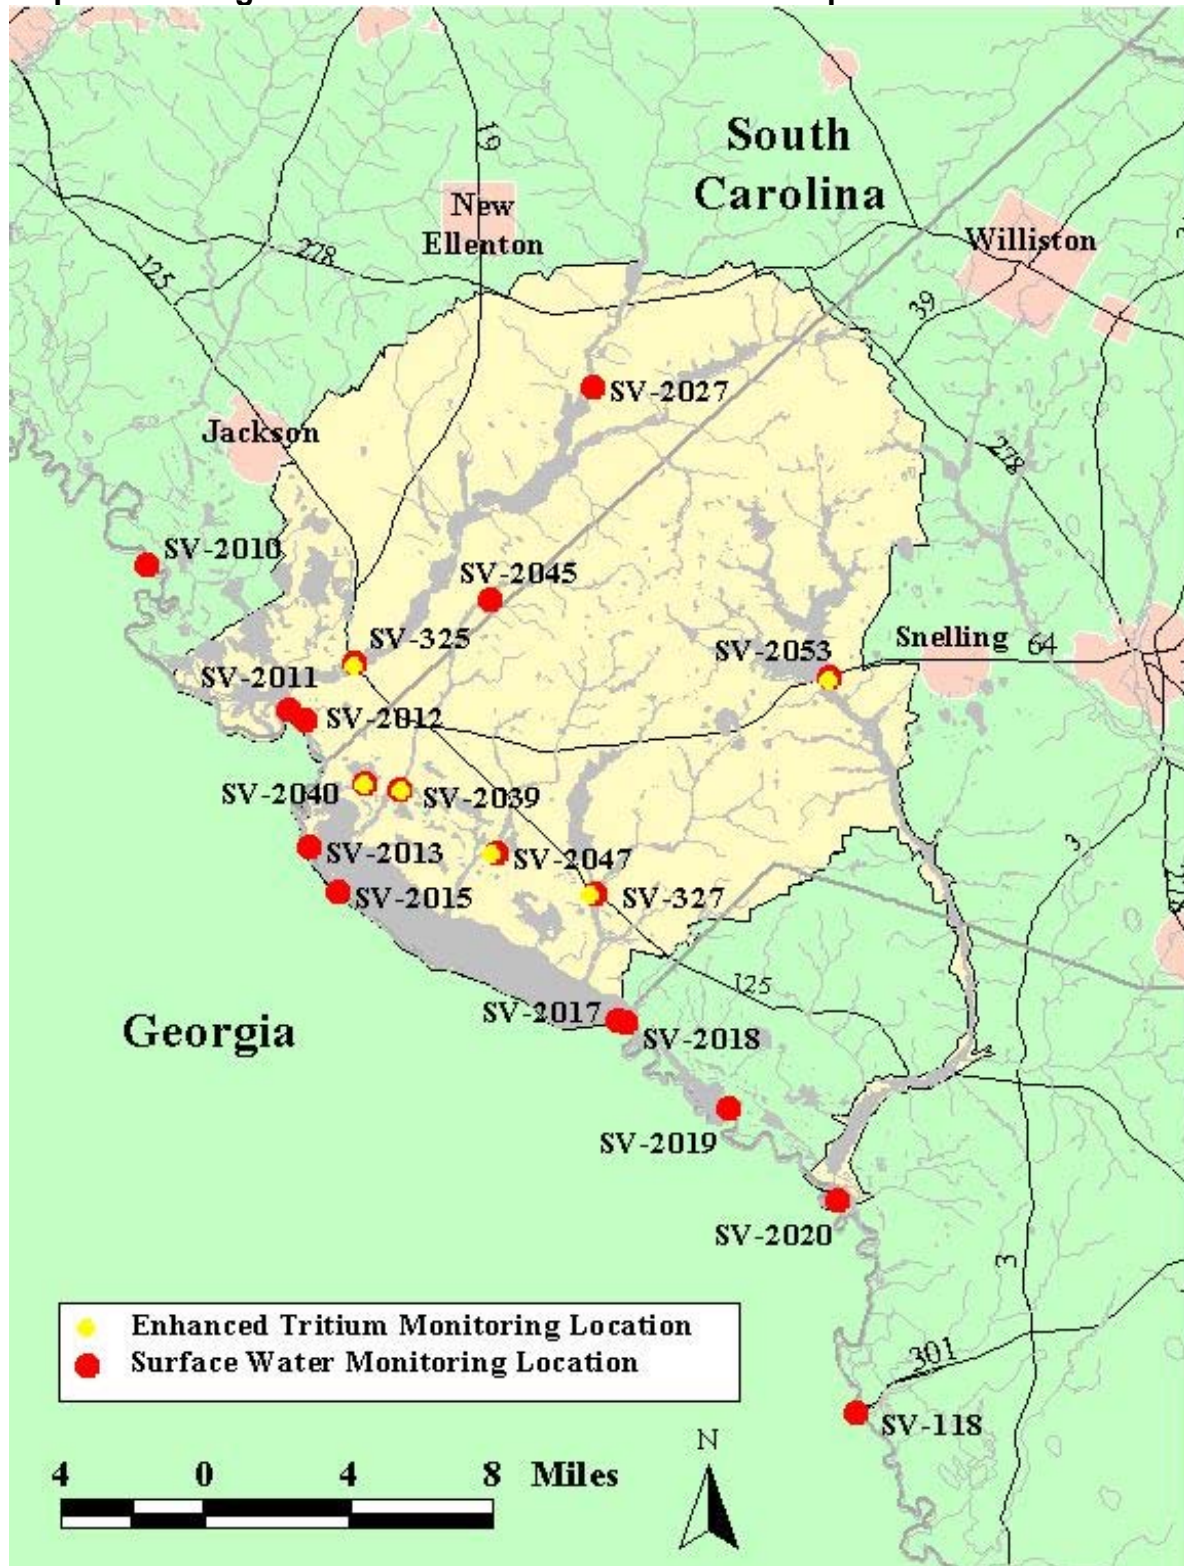 19
South
Carolina
New
Ellenton
Williston
278
125
39
SV-2027
Jackson
278
SV-2010
SV-2045
SV-325
SV-2053
Snelling
64
SV-2011
SV-2012
SV-2040
SV-2039
SV-2013
SV-2047
3
SV-2015
SV-327
125
SV-2017
SV-2018
Georgia
SV-2019
SV-2020
3
Enhanced Tritium Monitoring Location
Surface Water Monitoring Location
301
SV-118
N
4 0 4 8 Miles